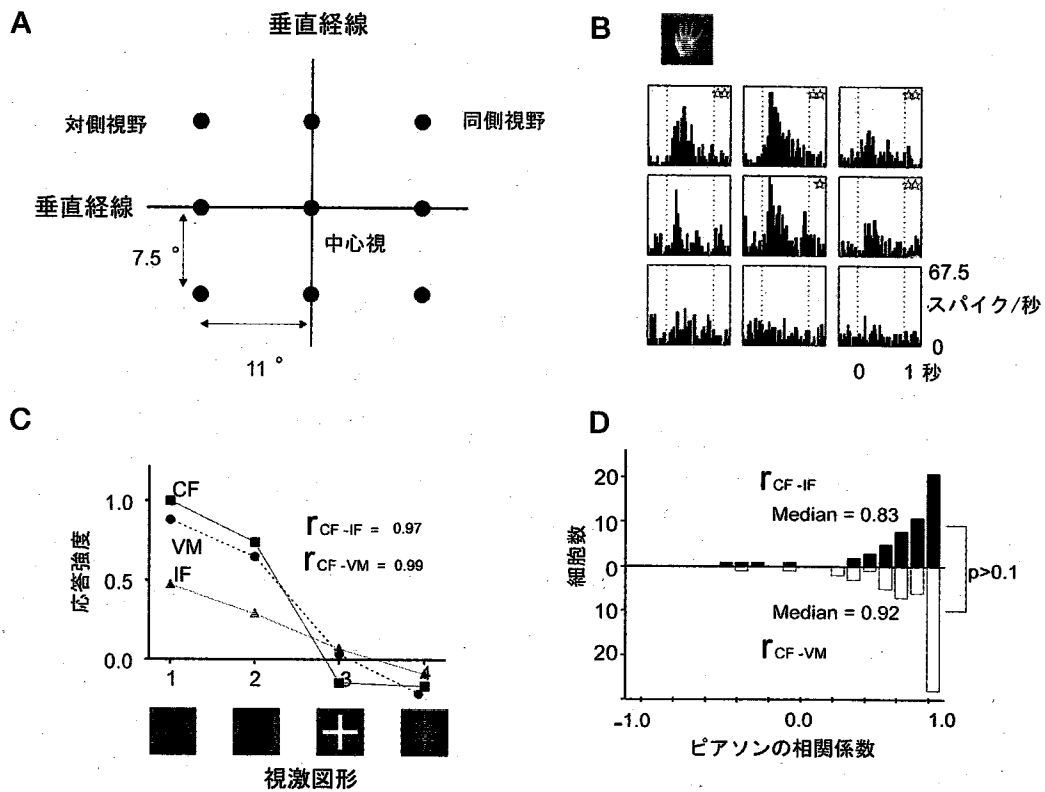 A
垂直経線
対側視野
同側視野
垂直経線
中心視
7.5 °
11 °
B
☆☆
☆☆
☆☆
☆
☆☆
67.5
スパイク/秒
0
0 1 秒
C
応答強度
1.0
0.5
0.0
CF
VM
IF
rCF-IF = 0.97
rCF-VM = 0.99
1 2 3 4
視激図形
D
細胞数
20
10
0
10
20
rCF-IF
Median = 0.83
p>0.1
Median = 0.92
rCF-VM
-1.0 0.0 1.0
ピアソンの相関係数